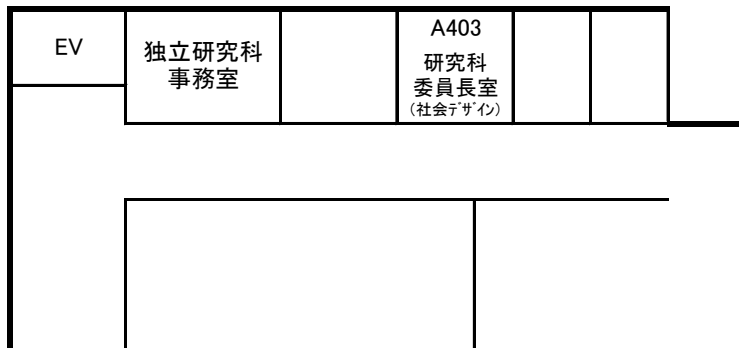 EV
独立研究科
事務室
A403
研究科
委員長室
(社会ﾃﾞｻﾞｲﾝ)